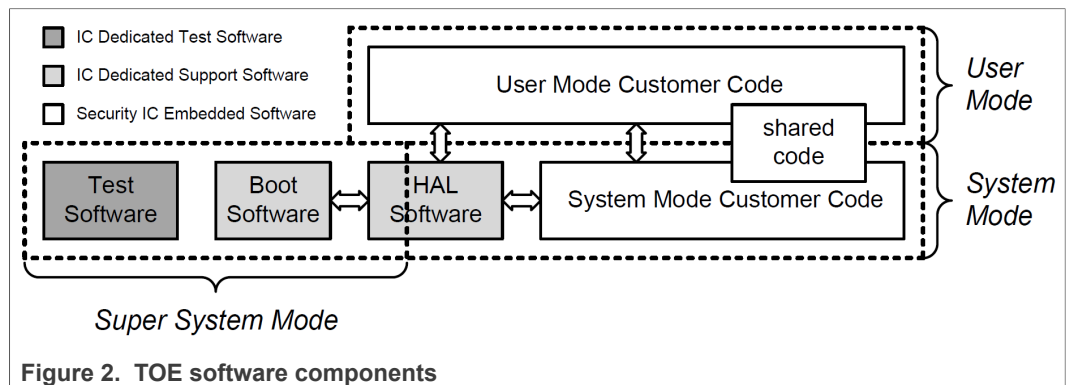 IC Dedicated Test Software
IC Dedicated Support Software
Security IC Embedded Software
User Mode Customer Code
User
Mode
shared
code
Test
Software
Boot
Software
HAL
Software
System Mode Customer Code
System
Mode
Super System Mode
Figure 2. TOE software components